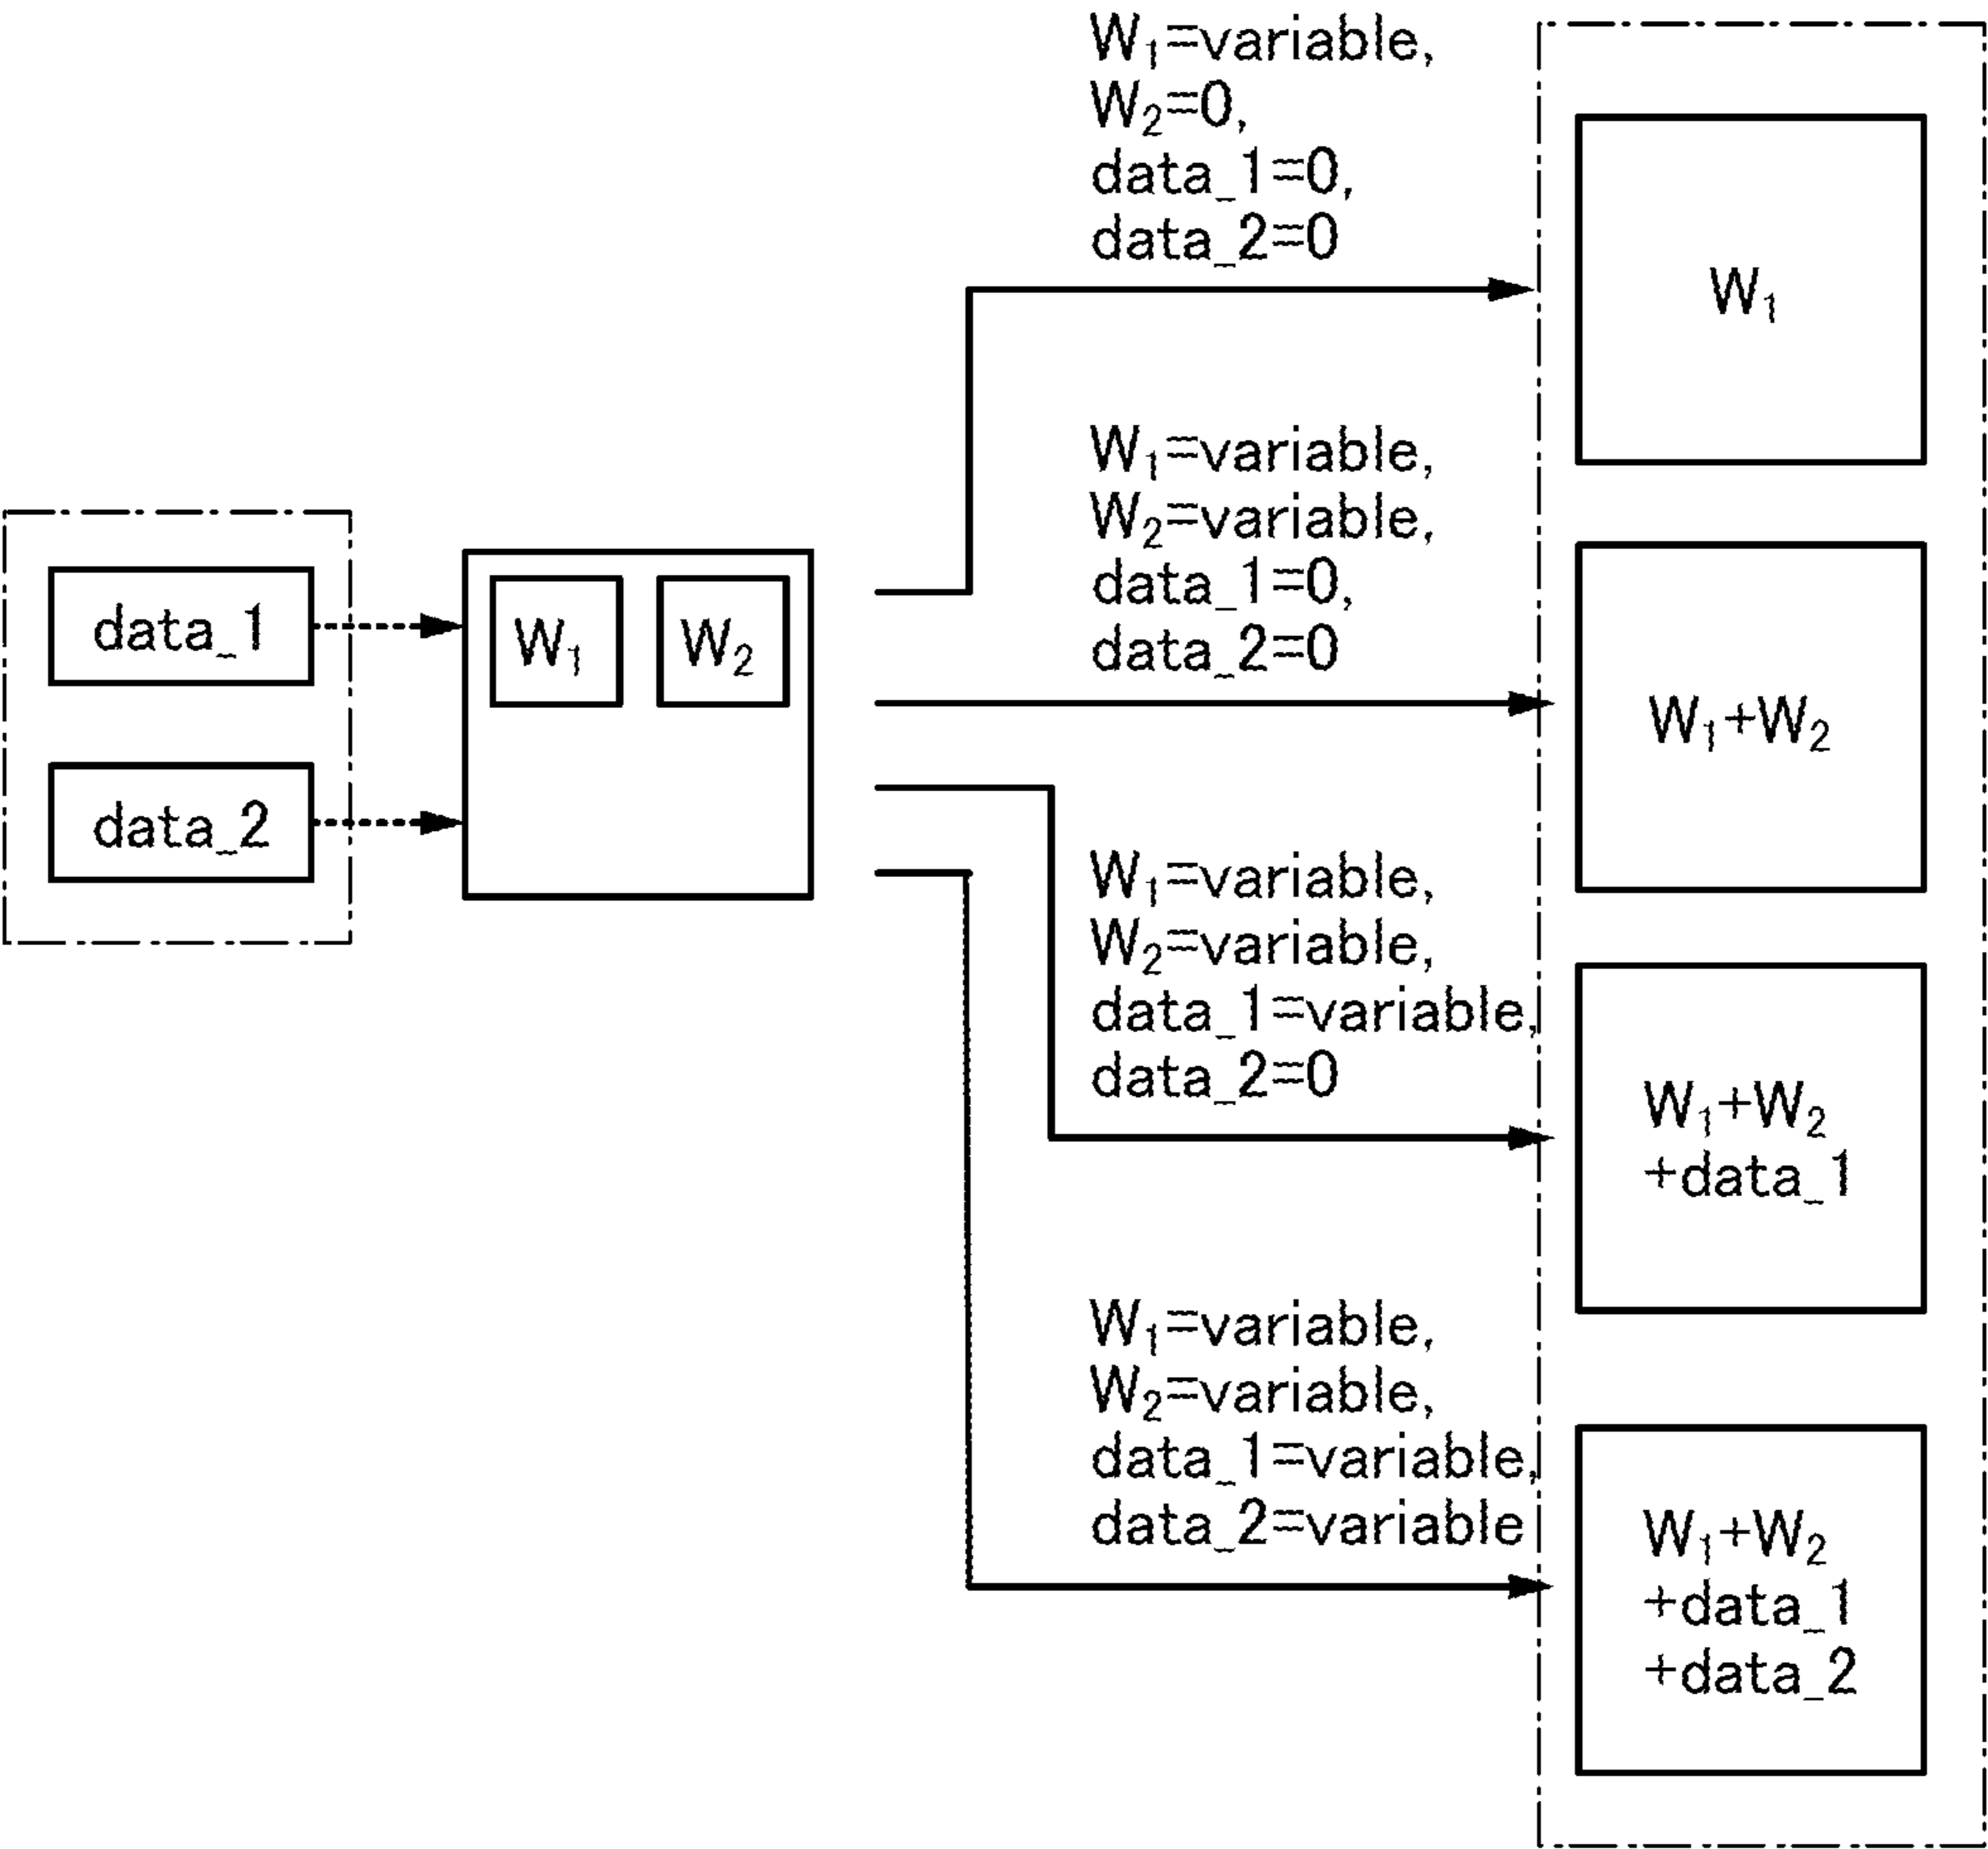 data_1
data_2
W₁ W₂
W₁=variable,
W₂=0,
data_1=0,
data_2=0
W₁
W₁=variable,
W₂=variable,
data_1=0,
data_2=0
W₁+W₂
W₁=variable,
W₂=variable,
data_1=variable,
data_2=0
W₁+W₂
+data_1
W₁=variable,
W₂=variable,
data_1=variable,
data_2=variable
W₁+W₂
+data_1
+data_2